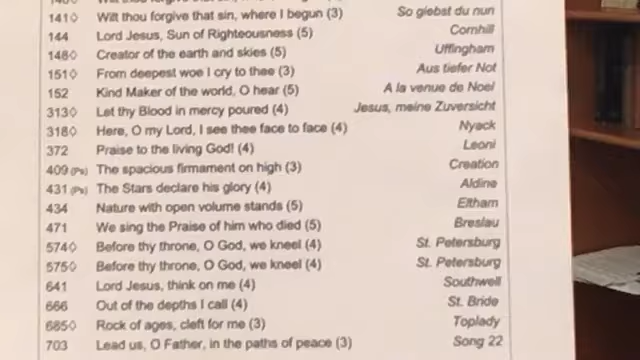 141◊ Wilt thou forgive that sin, where I begun (3) So giebst du nun
144 Lord Jesus, Sun of Righteousness (5) Cornhill
148◊ Creator of the earth and skies (5) Uffingham
151◊ From deepest woe I cry to thee (3) Aus tiefer Not
152 Kind Maker of the world, O hear (5) A la venue de Noel
313◊ Let thy Blood in mercy poured (4) Jesus, meine Zuversicht
318◊ Here, O my Lord, I see thee face to face (4) Nyack
372 Praise to the living God! (4) Leoni
409 (Ps) The spacious firmament on high (3) Creation
431 (Ps) The Stars declare his glory (4) Aldine
434 Nature with open volume stands (5) Eltham
471 We sing the Praise of him who died (5) Breslau
574◊ Before thy throne, O God, we kneel (4) St. Petersburg
575◊ Before thy throne, O God, we kneel (4) St. Petersburg
641 Lord Jesus, think on me (4) Southwell
666 Out of the depths I call (4) St. Bride
685◊ Rock of ages, cleft for me (3) Toplady
703 Lead us, O Father, in the paths of peace (3) Song 22